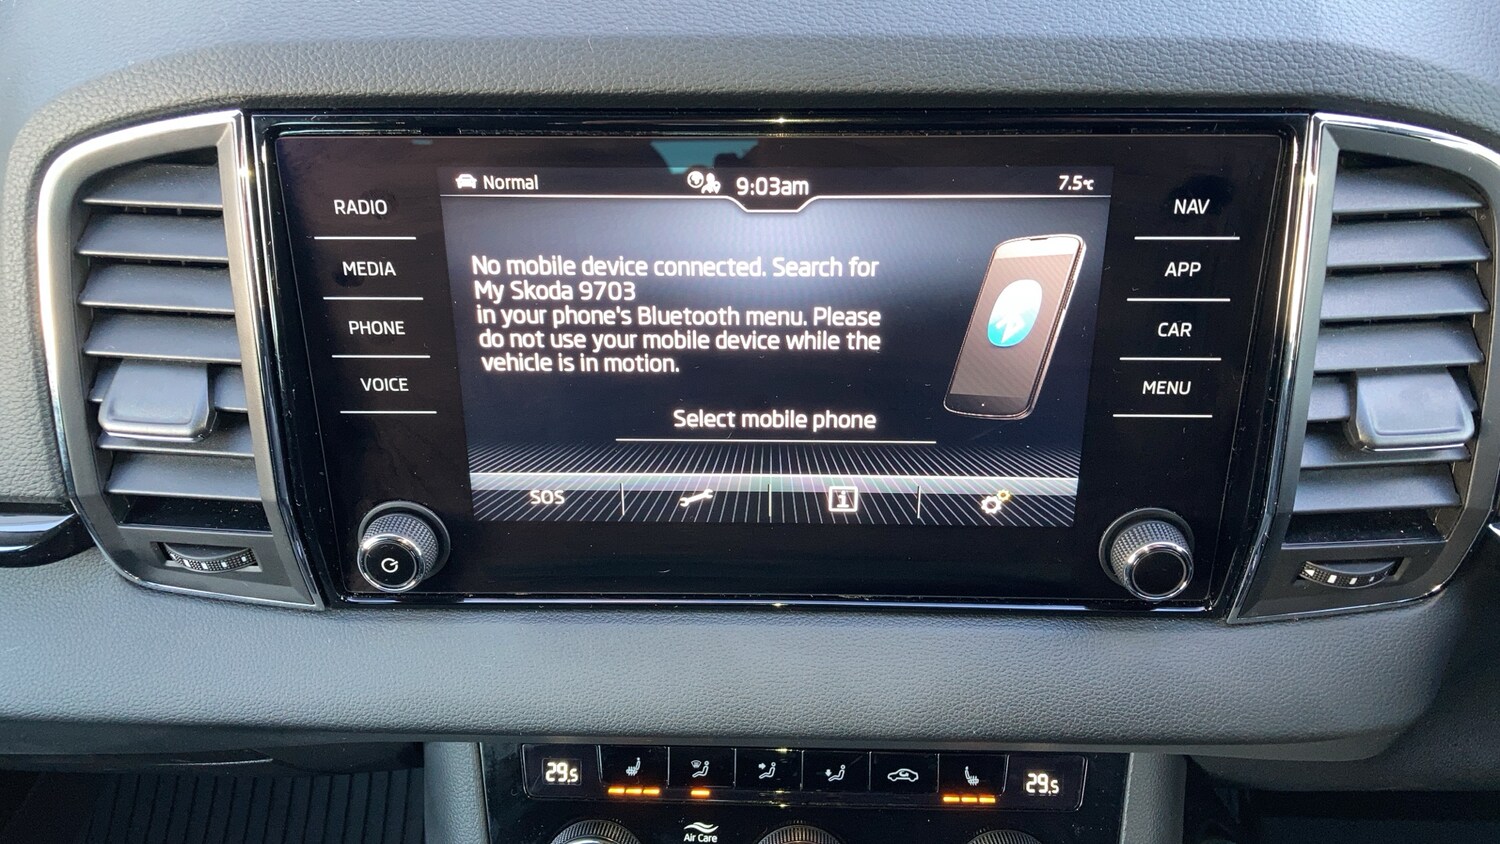 Normal
9:03am
7.5°C
RADIO
MEDIA
PHONE
VOICE
No mobile device connected. Search for
My Skoda 9703
in your phone's Bluetooth menu. Please
do not use your mobile device while the
vehicle is in motion.
Select mobile phone
SOS
NAV
APP
CAR
MENU
29.5
29.5
Air Care